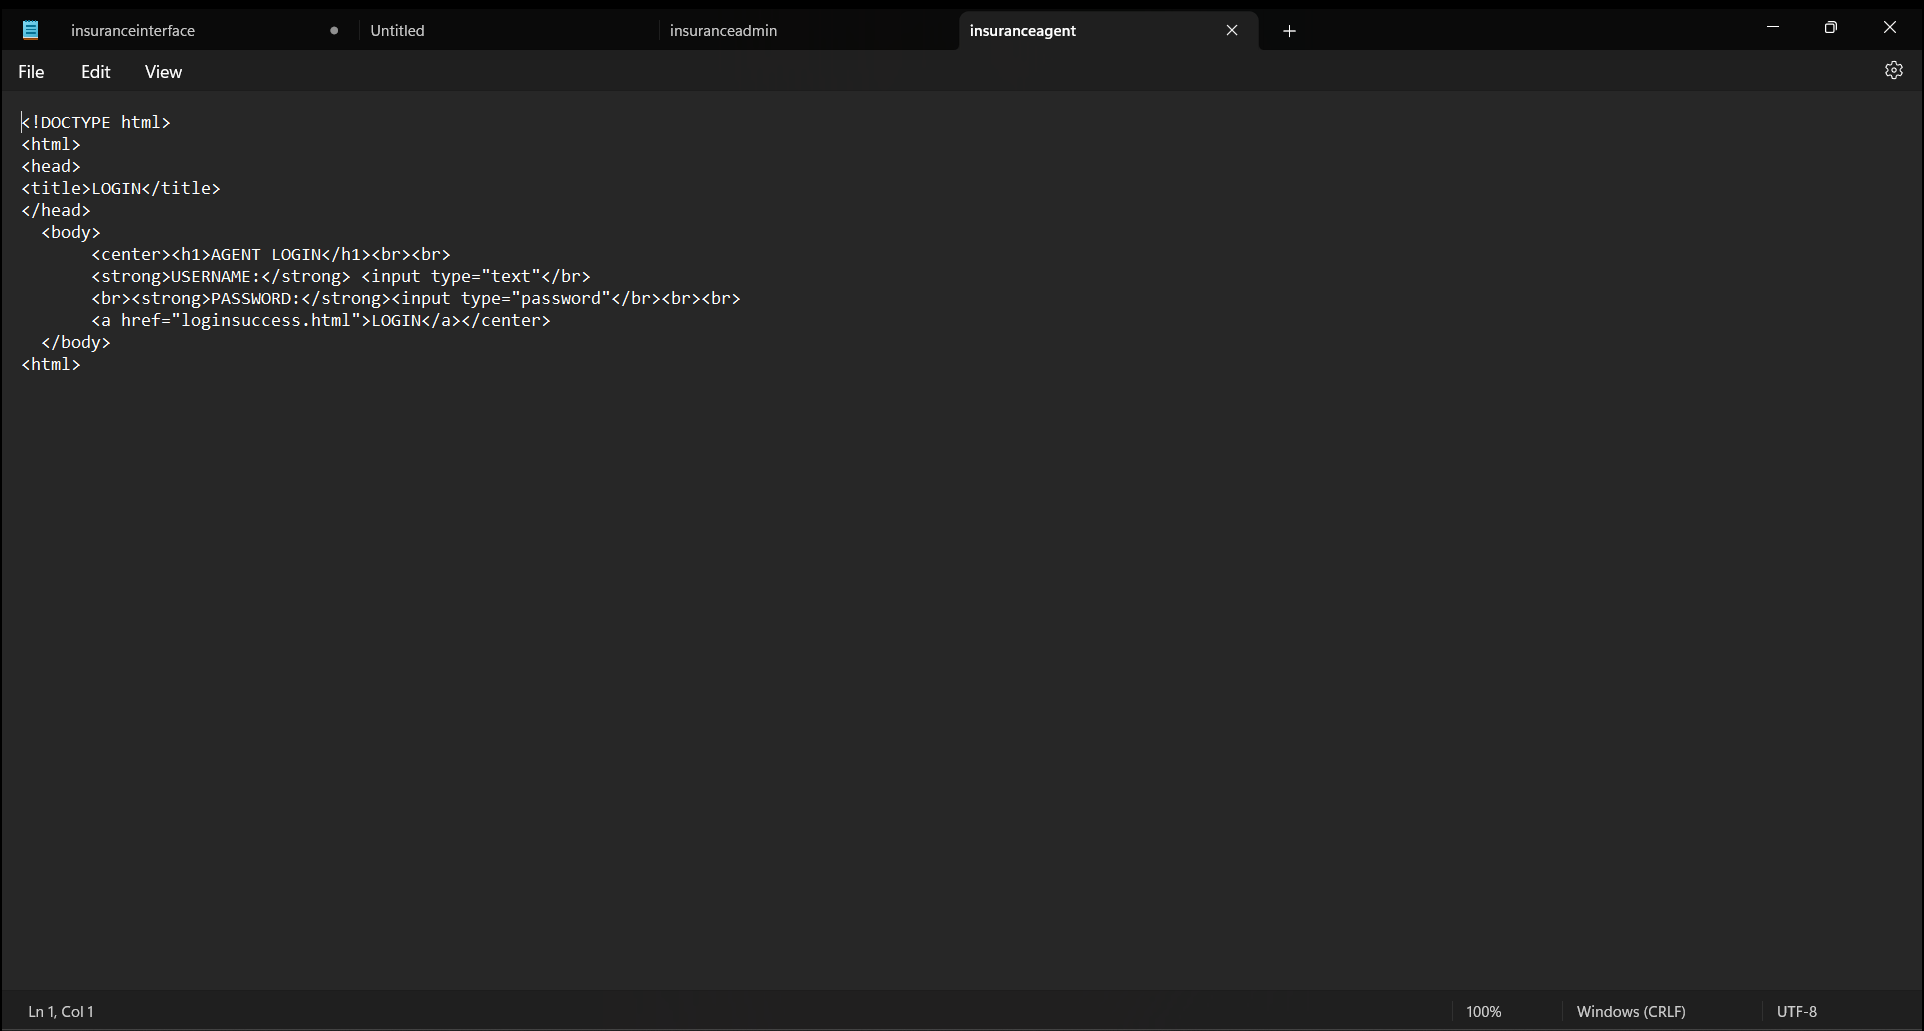 insuranceinterface Untitled insuranceadmin insuranceagent
File Edit View
<!DOCTYPE html>
<html>
<head>
<title>LOGIN</title>
</head>
  <body>
       <center><h1>AGENT LOGIN</h1><br><br>
       <strong>USERNAME:</strong> <input type="text"</br>
       <br><strong>PASSWORD:</strong><input type="password"</br><br><br>
       <a href="loginsuccess.html">LOGIN</a></center>
  </body>
<html>
Ln 1, Col 1 100% Windows (CRLF) UTF-8